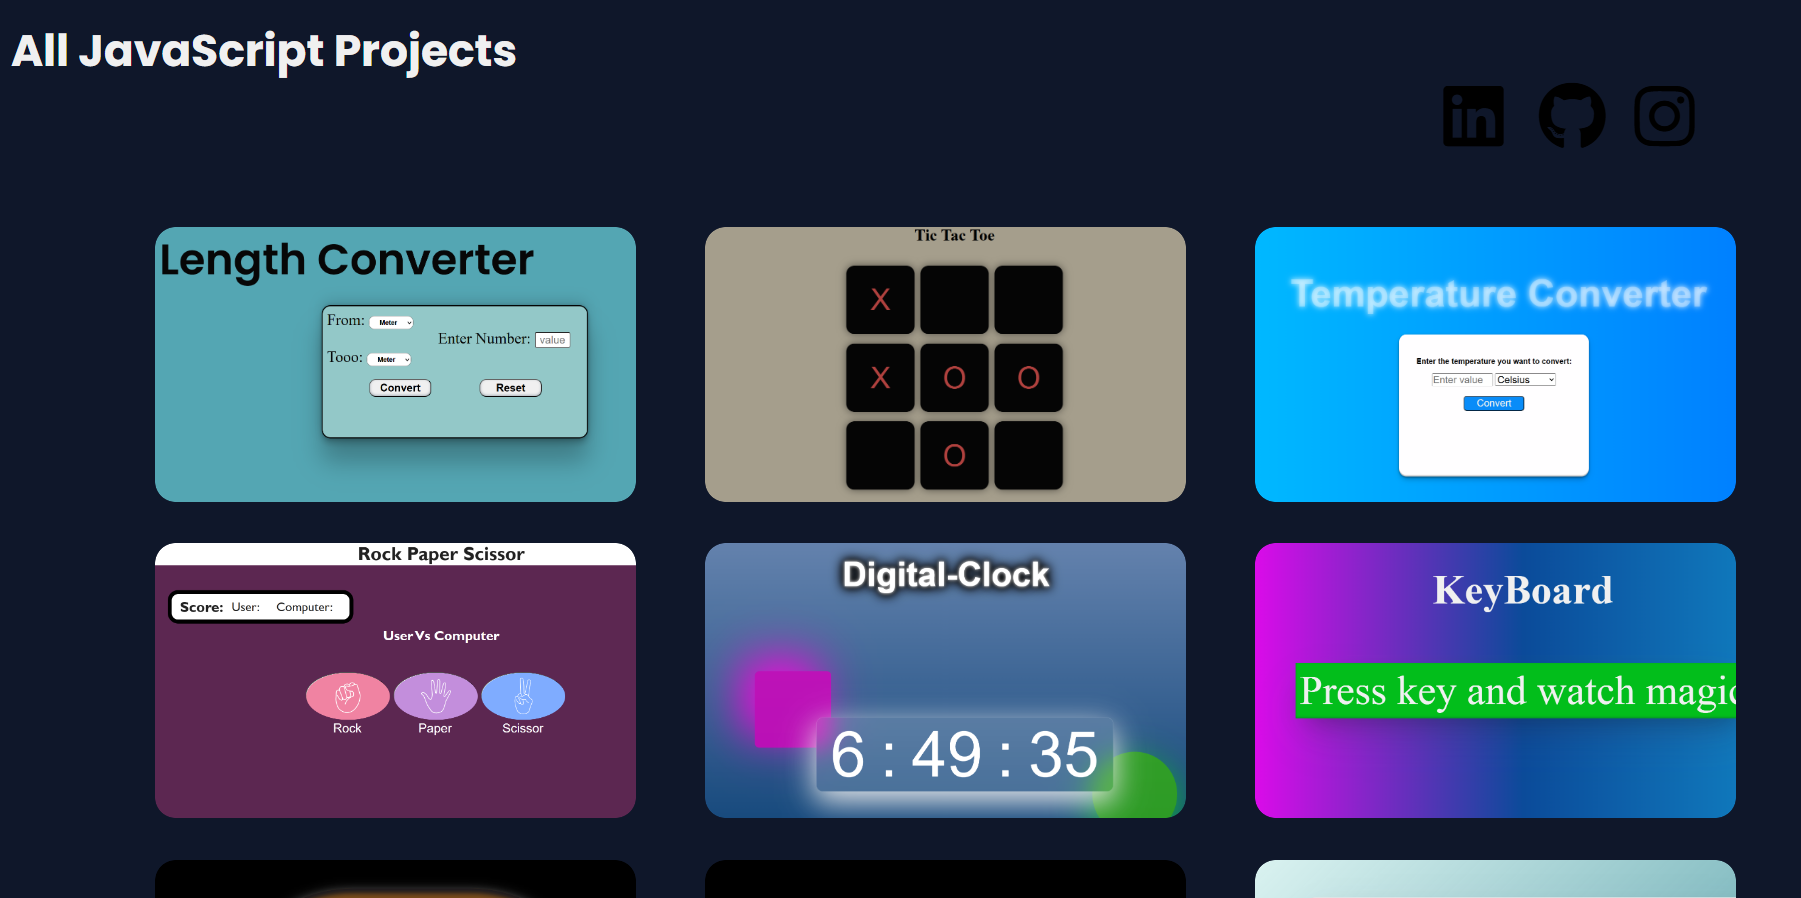 All JavaScript Projects
in
Length Converter
From: Meter
Enter Number: value
Tooo: Meter
Convert Reset
Tic Tac Toe
X
X O O
O
Temperature Converter
Enter the temperature you want to convert:
Enter value Celsius
Convert
Rock Paper Scissor
Score: User: Computer:
User Vs Computer
Rock Paper Scissor
Digital-Clock
6 : 49 : 35
KeyBoard
Press key and watch magic